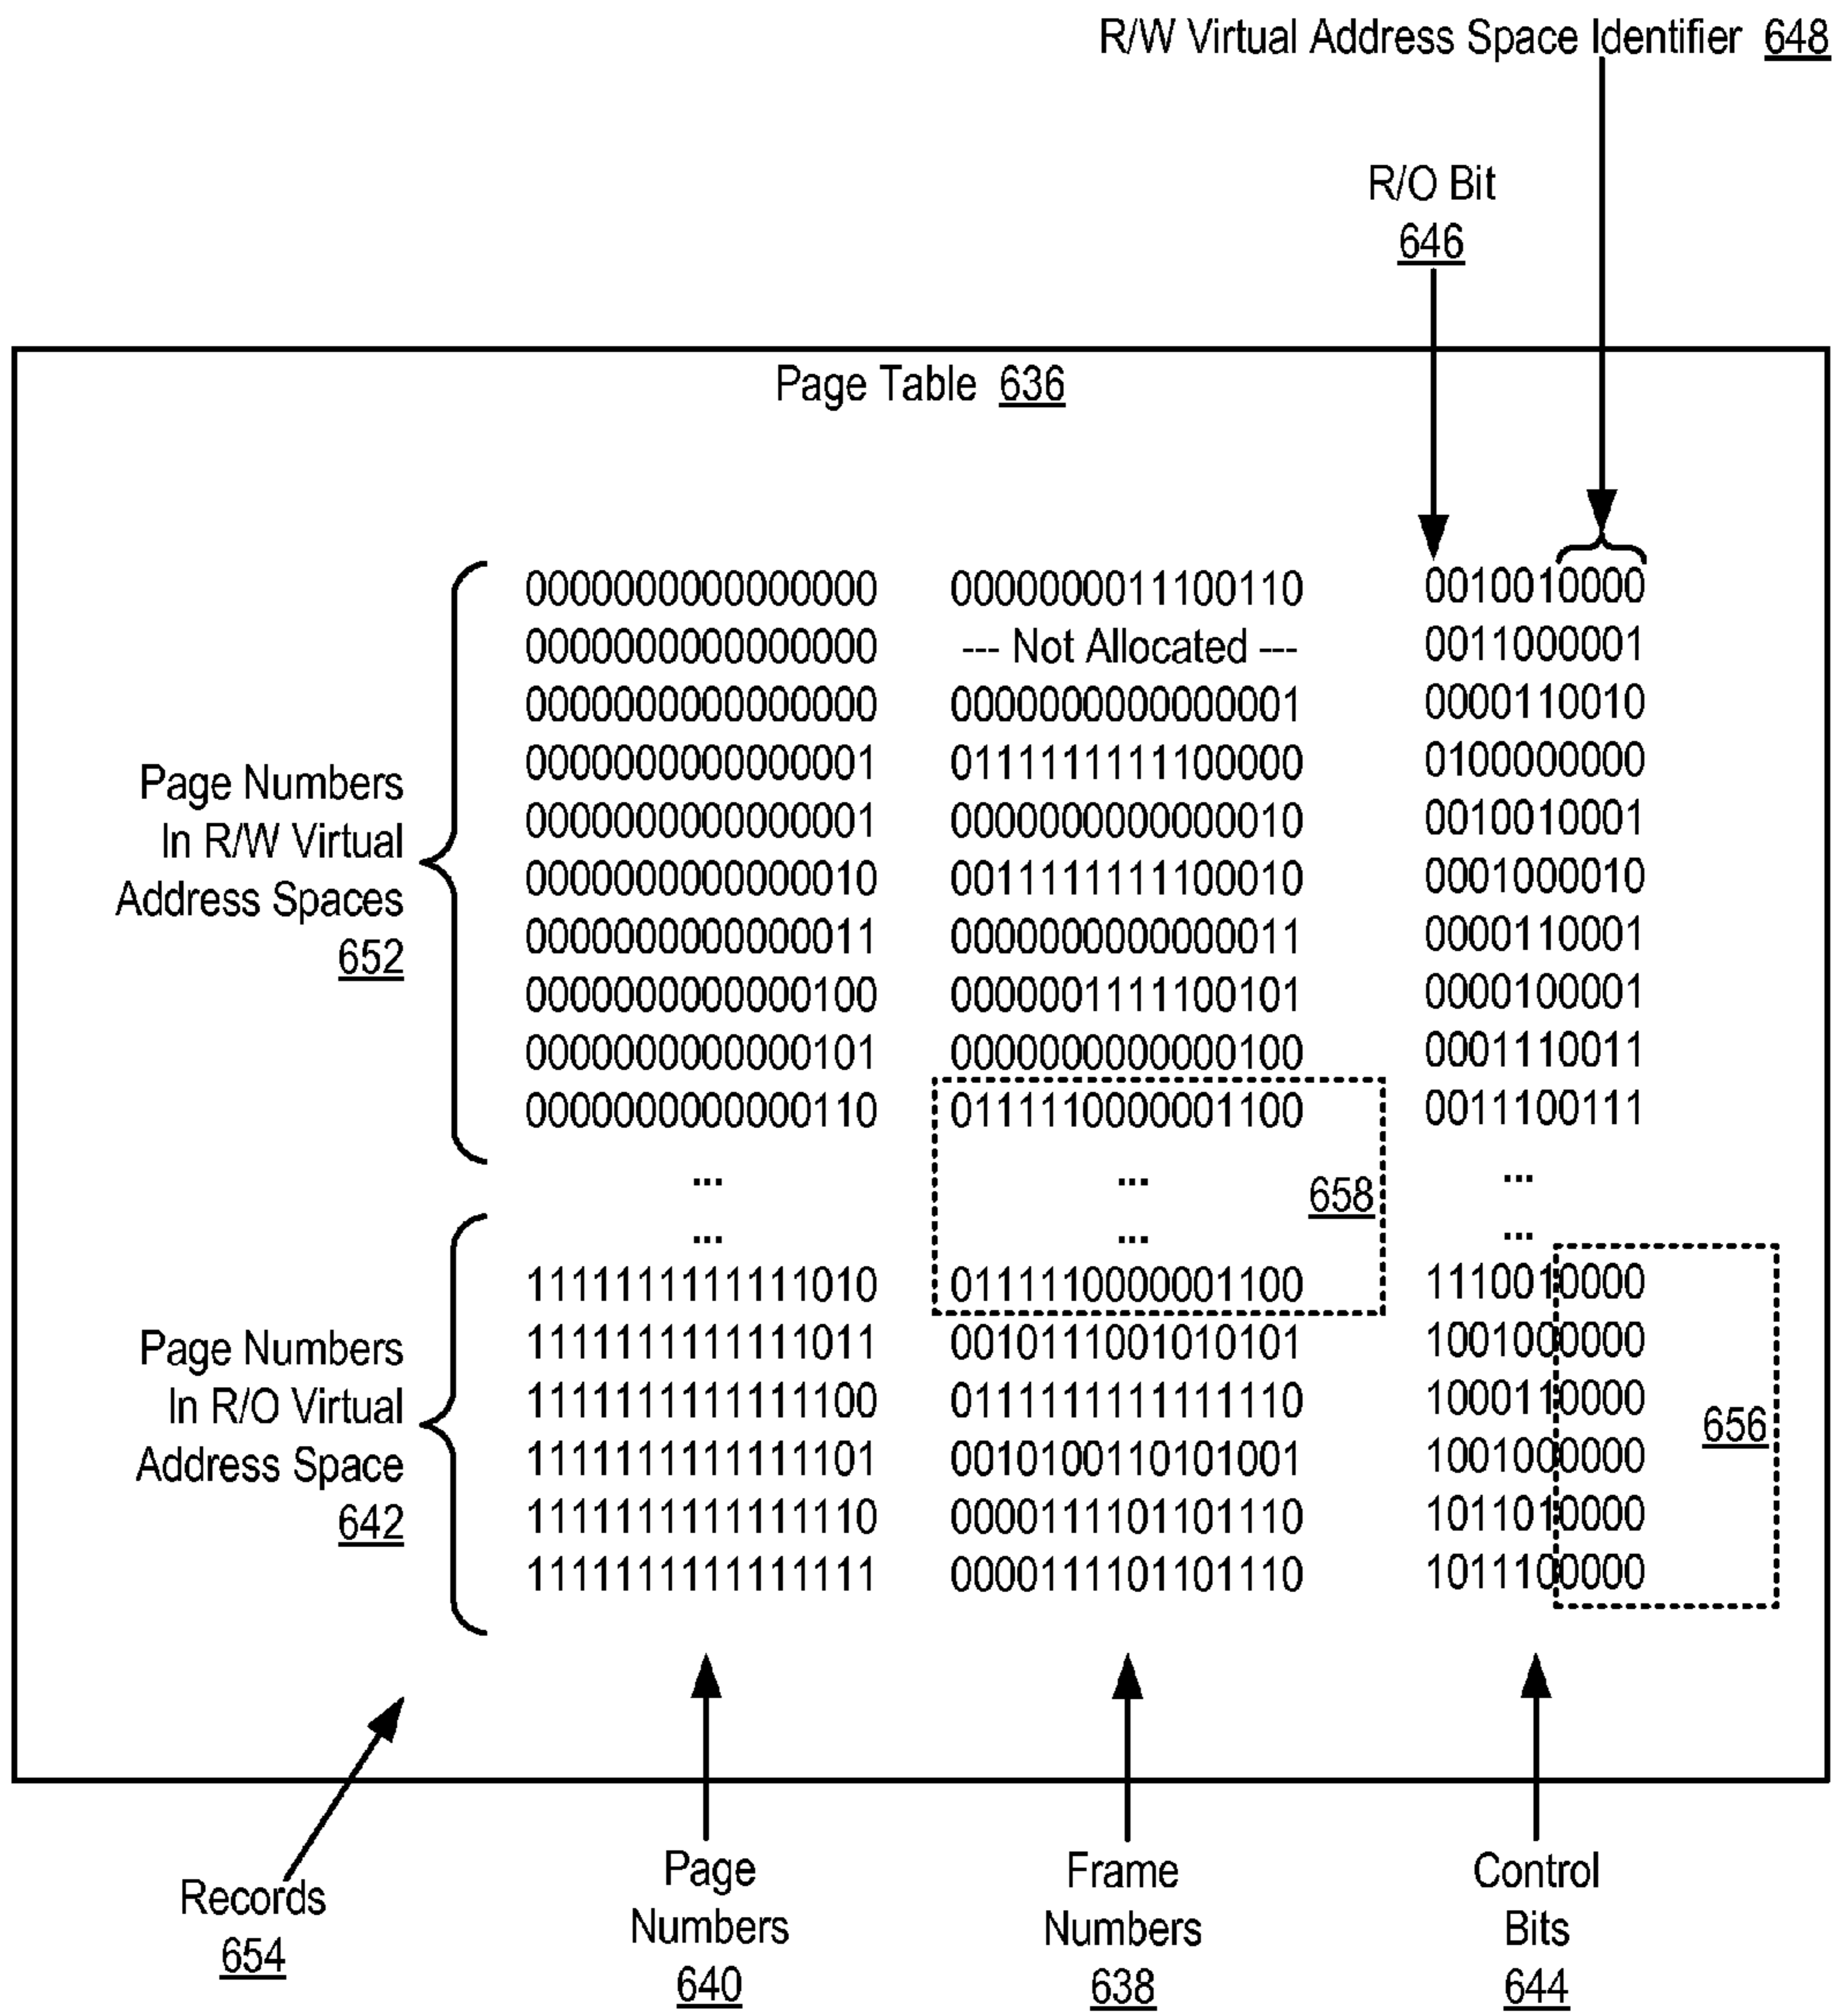 R/W Virtual Address Space Identifier 648
R/O Bit
646
Page Table 636
0000000000000000 0000000011100110 0010010000
0000000000000000 --- Not Allocated --- 0011000001
0000000000000000 0000000000000001 0000110010
0000000000000001 0111111111100000 0100000000
0000000000000001 0000000000000010 0010010001
0000000000000010 0011111111100010 0001000010
0000000000000011 0000000000000011 0000110001
0000000000000100 0000001111100101 0000100001
0000000000000101 0000000000000100 0001110011
0000000000000110 0111110000001100 0011100111
Page Numbers
In R/W Virtual
Address Spaces
652
... ... ...
658
... ... ...
1111111111111010 0111110000001100 1110010000
1111111111111011 0010111001010101 1001000000
1111111111111100 0111111111111110 1000110000
1111111111111101 0010100110101001 1001000000
1111111111111110 0000111101101110 1011010000
1111111111111111 0000111101101110 1011100000
Page Numbers
In R/O Virtual
Address Space
642
656
Records
654
Page
Numbers
640
Frame
Numbers
638
Control
Bits
644